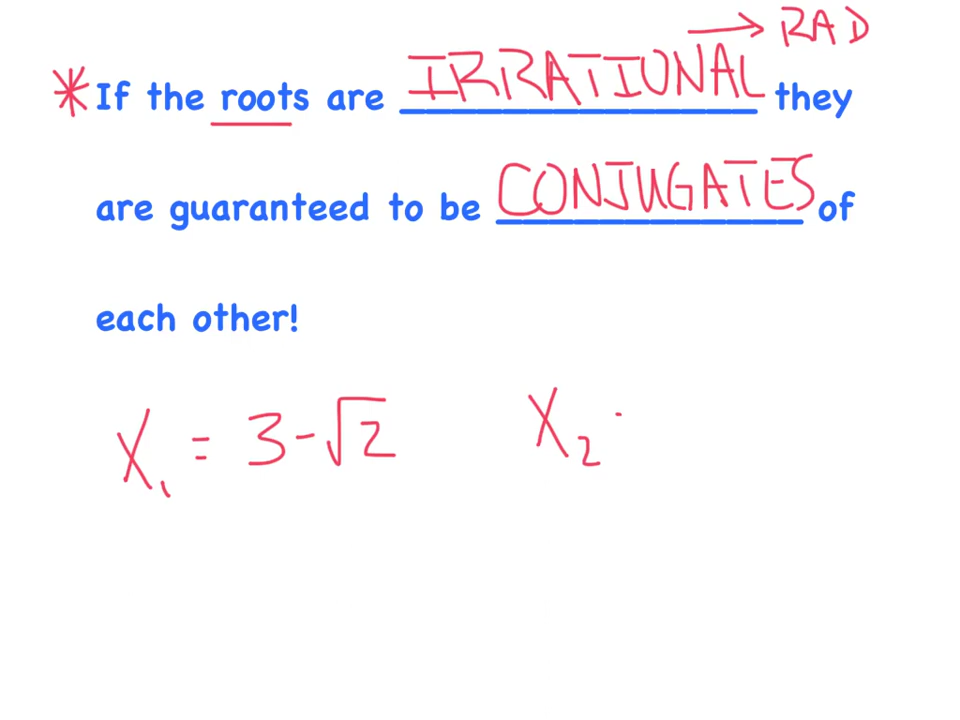 → RAD
* If the roots are IRRATIONAL they
are guaranteed to be CONJUGATES of
each other!
X₁ = 3-√2 X₂ -